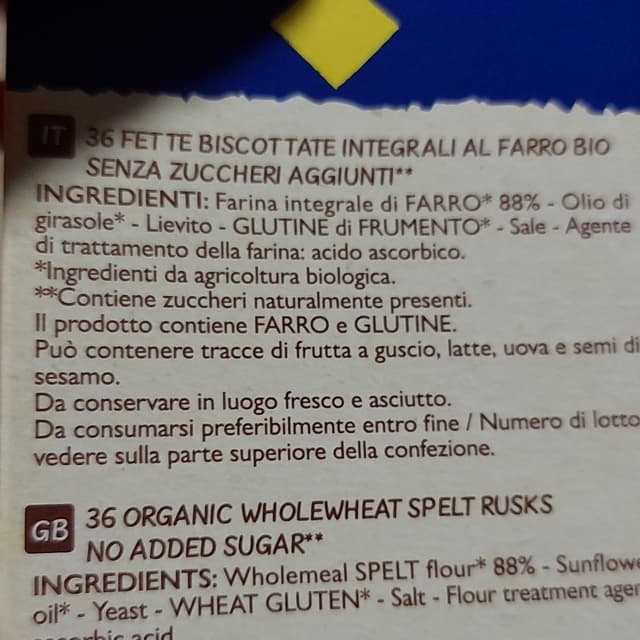 IT 36 FETTE BISCOTTATE INTEGRALI AL FARRO BIO
SENZA ZUCCHERI AGGIUNTI**
INGREDIENTI: Farina integrale di FARRO* 88% - Olio di
girasole* - Lievito - GLUTINE di FRUMENTO* - Sale - Agente
di trattamento della farina: acido ascorbico.
*Ingredienti da agricoltura biologica.
**Contiene zuccheri naturalmente presenti.
Il prodotto contiene FARRO e GLUTINE.
Può contenere tracce di frutta a guscio, latte, uova e semi di
sesamo.
Da conservare in luogo fresco e asciutto.
Da consumarsi preferibilmente entro fine / Numero di lotto
vedere sulla parte superiore della confezione.
GB 36 ORGANIC WHOLEWHEAT SPELT RUSKS
NO ADDED SUGAR**
INGREDIENTS: Wholemeal SPELT flour* 88% - Sunflowe
oil* - Yeast - WHEAT GLUTEN* - Salt - Flour treatment agen
ascorbic acid